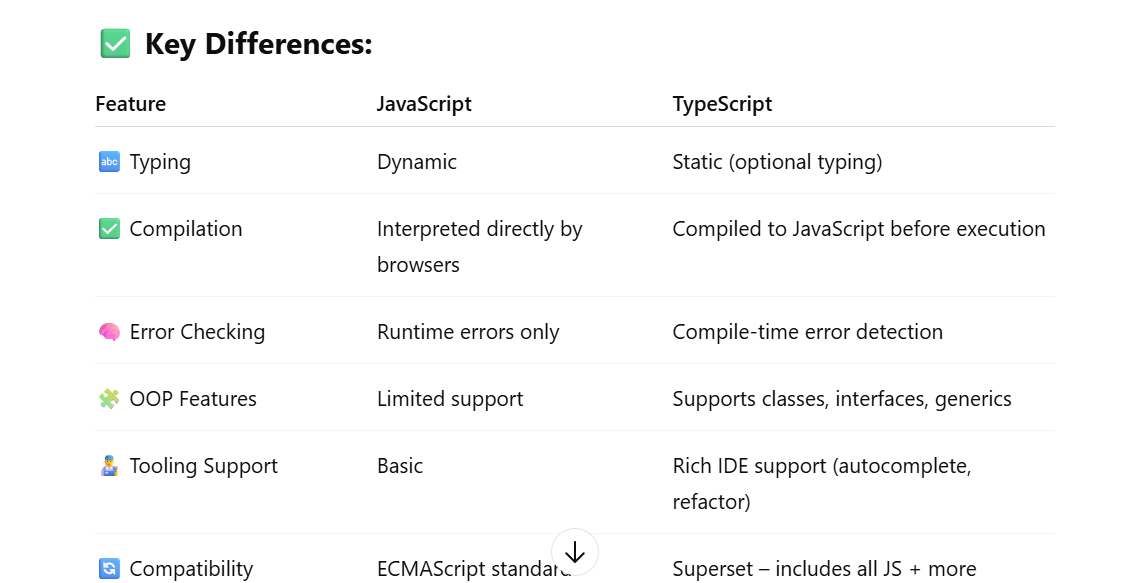 ✅ Key Differences:
Feature JavaScript TypeScript
🔤 Typing Dynamic Static (optional typing)
✅ Compilation Interpreted directly by Compiled to JavaScript before execution
browsers
🧠 Error Checking Runtime errors only Compile-time error detection
🧩 OOP Features Limited support Supports classes, interfaces, generics
🧑‍🔧 Tooling Support Basic Rich IDE support (autocomplete,
refactor)
🔄 Compatibility ECMAScript standard Superset – includes all JS + more